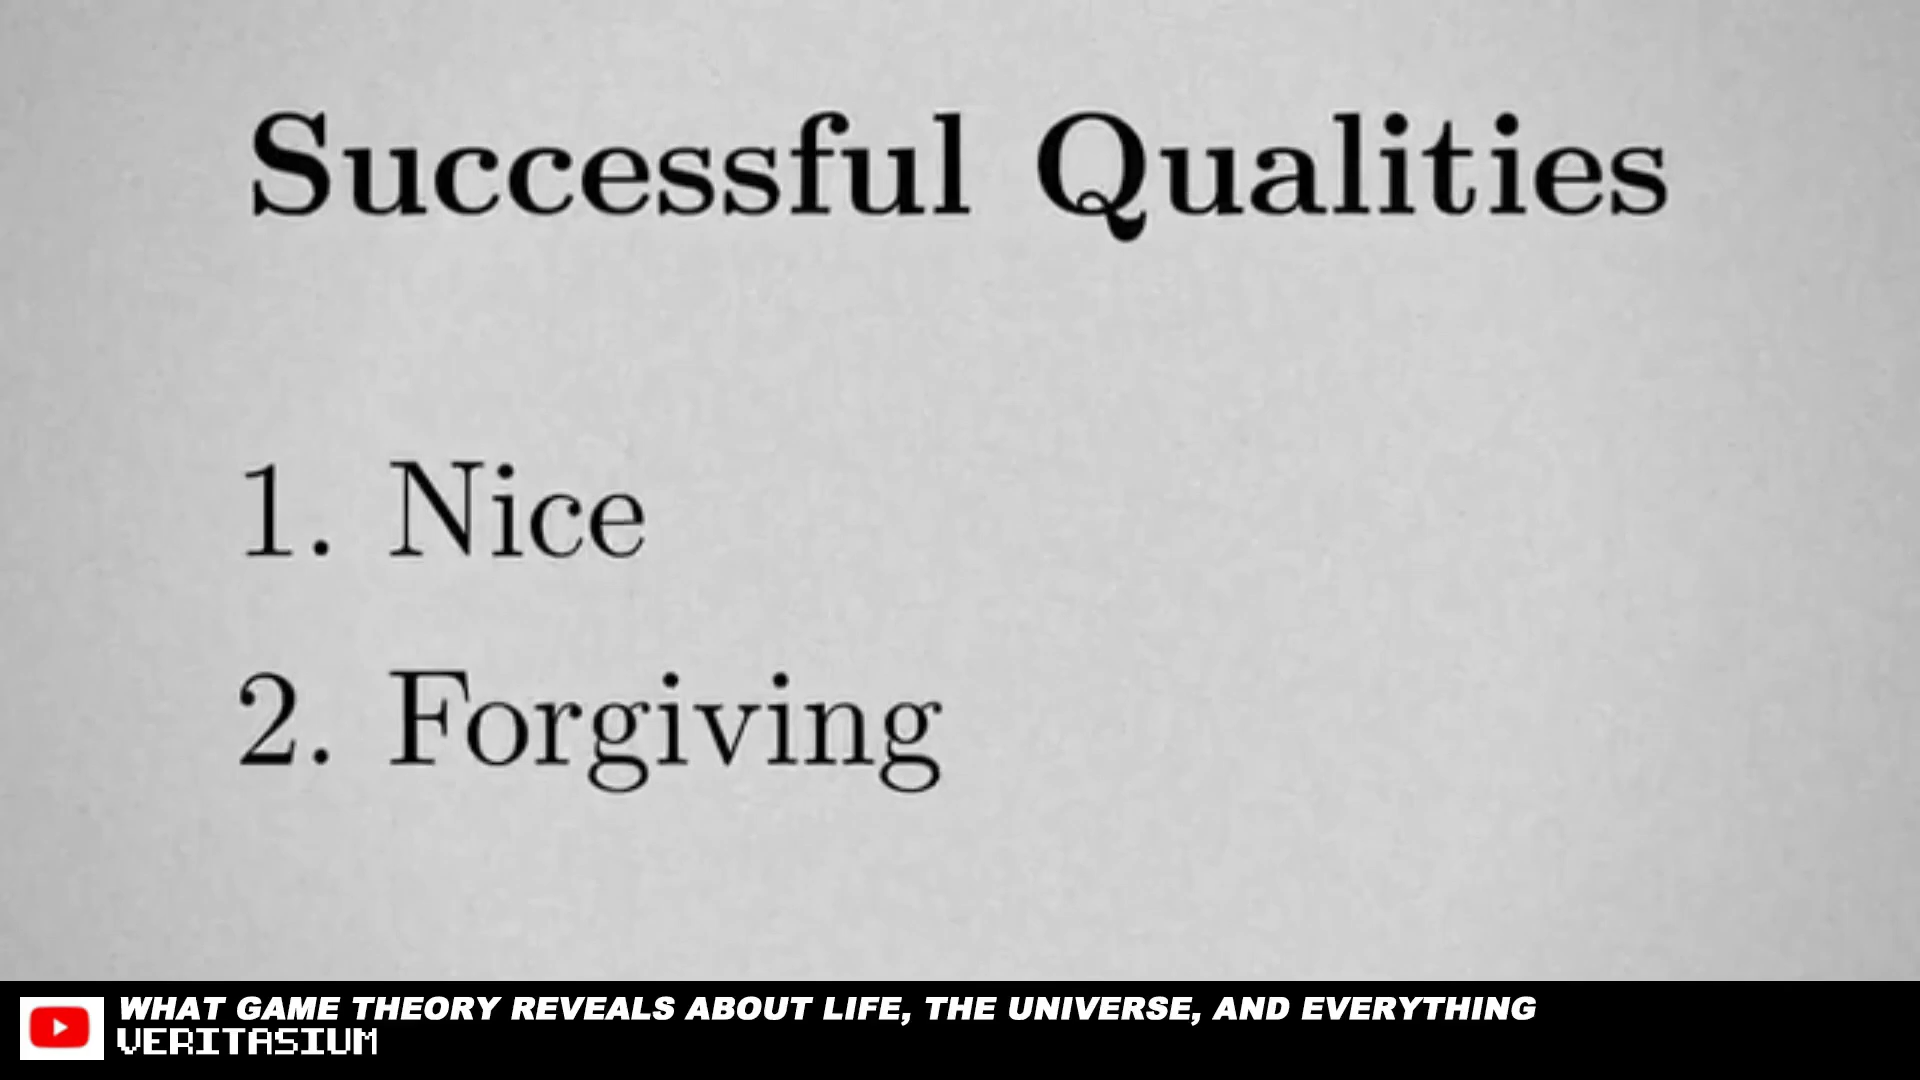 Successful Qualities
1. Nice
2. Forgiving
WHAT GAME THEORY REVEALS ABOUT LIFE, THE UNIVERSE, AND EVERYTHING
VERITASIUM